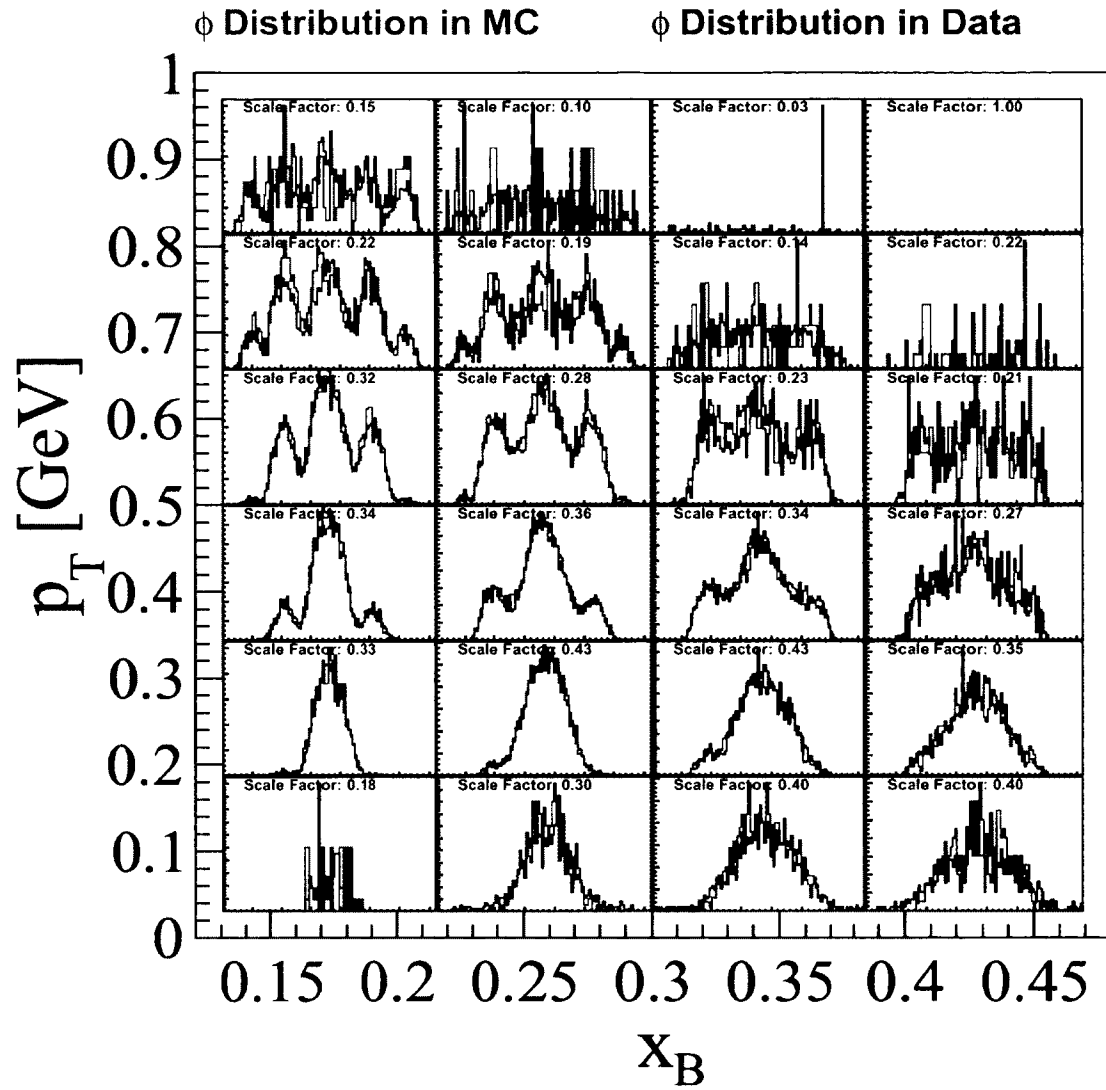 ϕ Distribution in MC ϕ Distribution in Data
1
Scale Factor: 0.15 Scale Factor: 0.10 Scale Factor: 0.03 Scale Factor: 1.00
0.9
0.8
Scale Factor: 0.22 Scale Factor: 0.19 Scale Factor: 0.14 Scale Factor: 0.22
0.7
Scale Factor: 0.32 Scale Factor: 0.28 Scale Factor: 0.23 Scale Factor: 0.21
0.6
0.5
Scale Factor: 0.34 Scale Factor: 0.36 Scale Factor: 0.34 Scale Factor: 0.27
0.4
Scale Factor: 0.33 Scale Factor: 0.43 Scale Factor: 0.43 Scale Factor: 0.35
0.3
0.2
Scale Factor: 0.18 Scale Factor: 0.30 Scale Factor: 0.40 Scale Factor: 0.40
0.1
0
p_T [GeV]
0.15 0.2 0.25 0.3 0.35 0.4 0.45
x_B